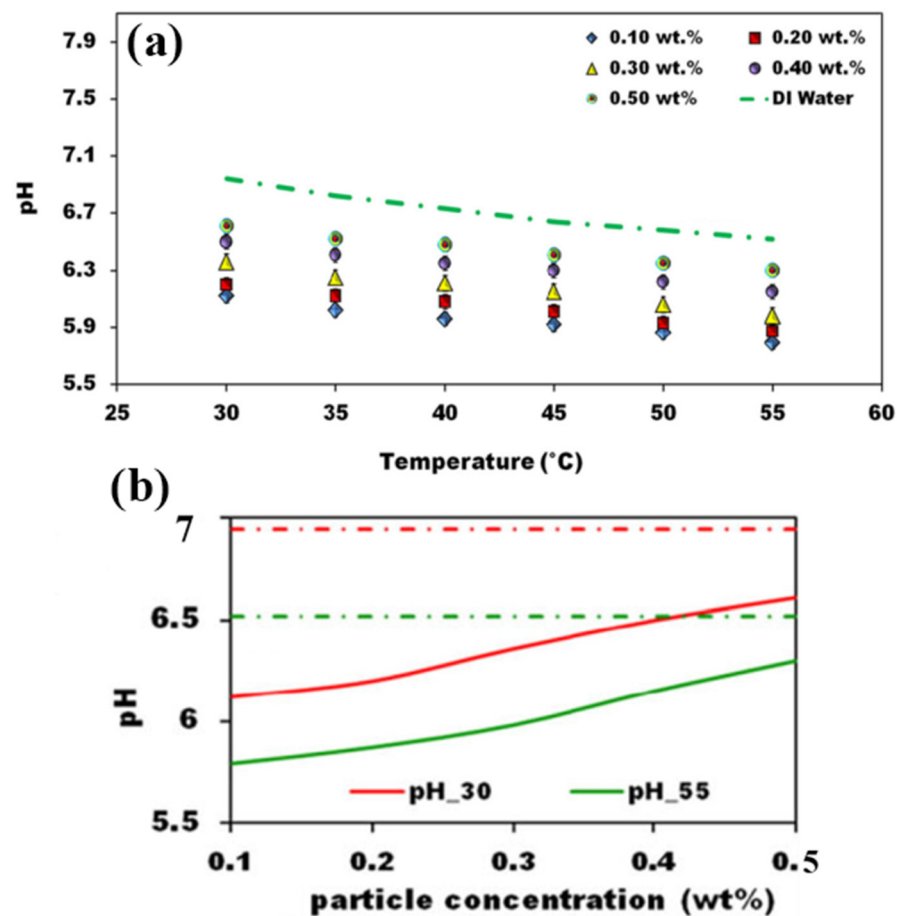 (a)
7.9
7.5
7.1
6.7
6.3
5.9
5.5
pH
0.10 wt.% 0.20 wt.%
0.30 wt.% 0.40 wt.%
0.50 wt% DI Water
25 30 35 40 45 50 55 60
Temperature (°C)
(b)
7
6.5
6
5.5
pH
pH_30 pH_55
0.1 0.2 0.3 0.4 0.5
particle concentration (wt%)